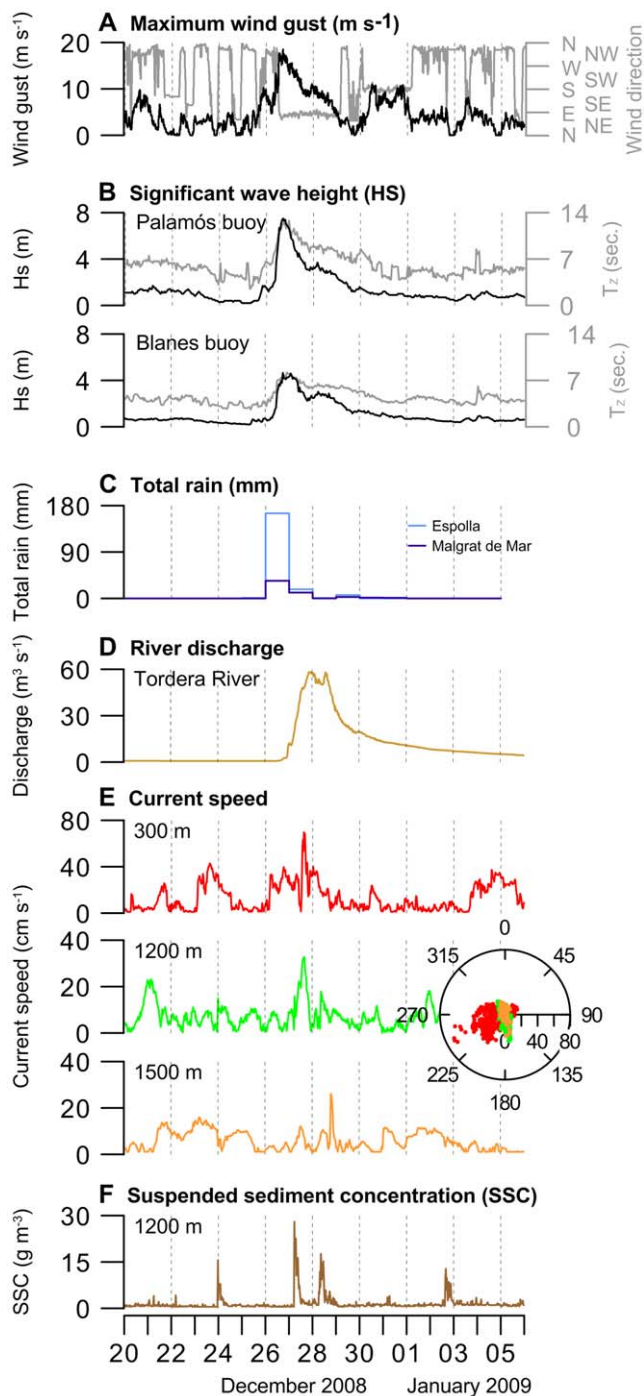 A Maximum wind gust (m s-1)
Wind gust (m s-1)
20
10
0
N
NW
W
SW
S
SE
E
NE
N
Wind direction
B Significant wave height (HS)
Palamós buoy
Hs (m)
8
4
0
14
7
0
Tz (sec.)
Blanes buoy
Hs (m)
8
4
0
14
7
0
Tz (sec.)
C Total rain (mm)
Total rain (mm)
180
90
0
Espolla
Malgrat de Mar
D River discharge
Tordera River
Discharge (m3 s-1)
60
30
0
E Current speed
300 m
80
40
0
Current speed (cm s-1)
1200 m
40
20
0
1500 m
40
20
0
0
45
90
135
180
225
270
315
0 40 80
F Suspended sediment concentration (SSC)
1200 m
SSC (g m-3)
30
15
0
20 22 24 26 28 30 01 03 05
December 2008 January 2009